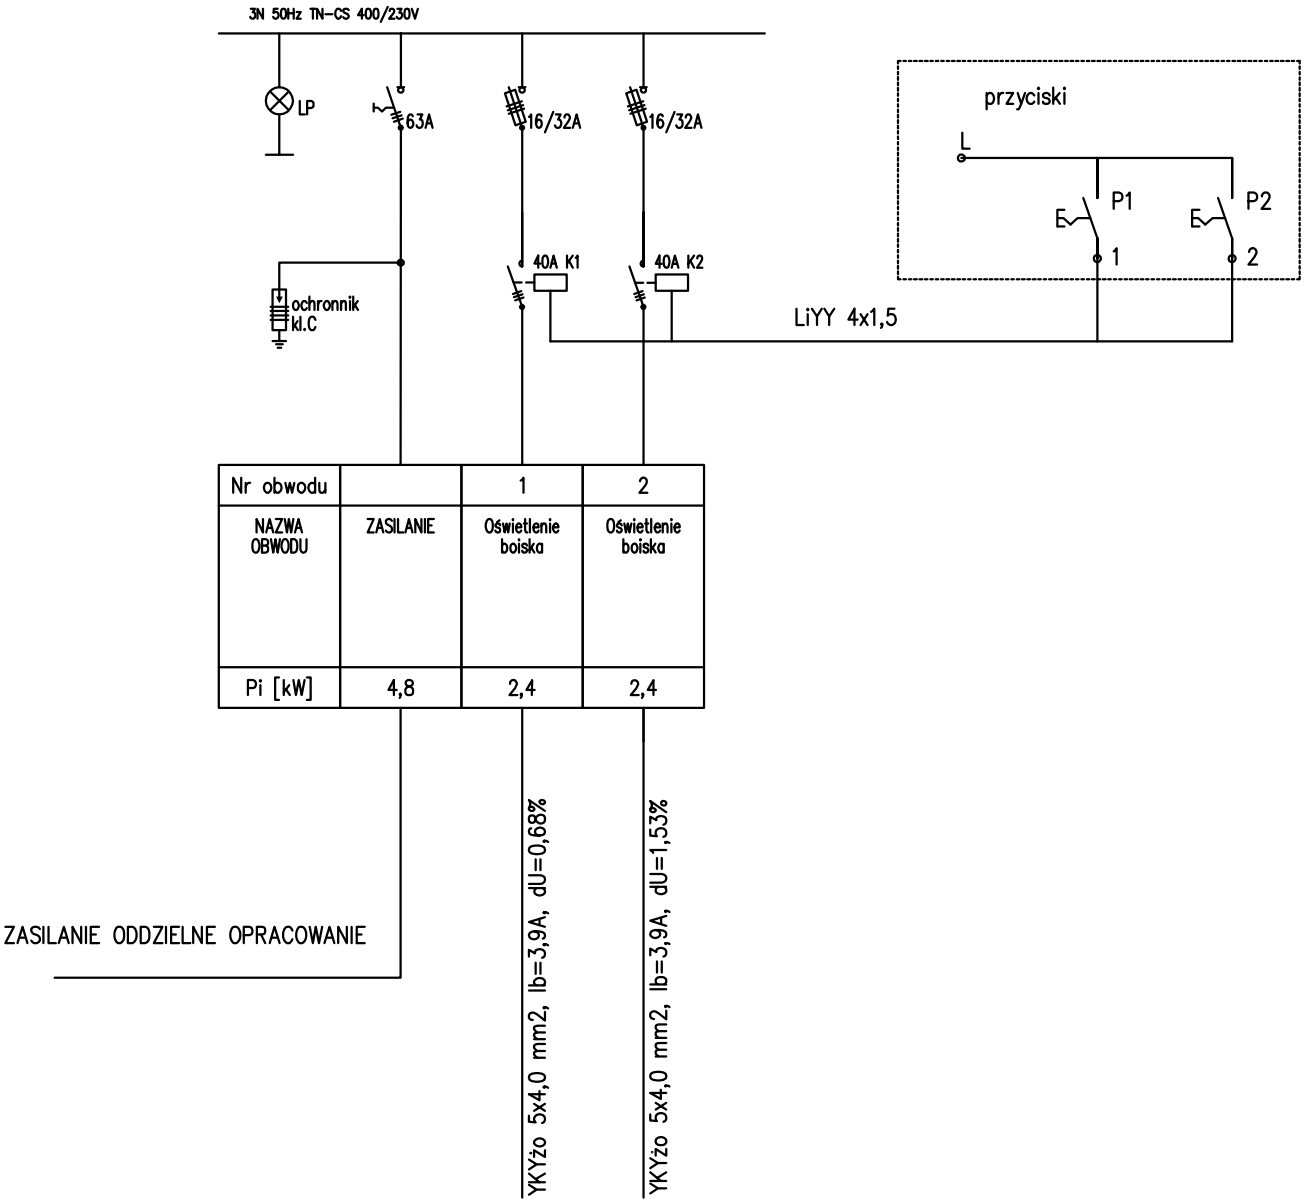 3N 50Hz TN-CS 400/230V
LP
63A
16/32A
16/32A
przyciski
L
P1
P2
1
2
40A K1
40A K2
ochronnik
kl.C
LiYY 4x1,5
Nr obwodu
1
2
NAZWA
OBWODU
ZASILANIE
Oświetlenie
boiska
Oświetlenie
boiska
Pi [kW]
4,8
2,4
2,4
ZASILANIE ODDZIELNE OPRACOWANIE
YKYżo 5x4,0 mm2, Ib=3,9A, dU=0,68%
YKYżo 5x4,0 mm2, Ib=3,9A, dU=1,53%